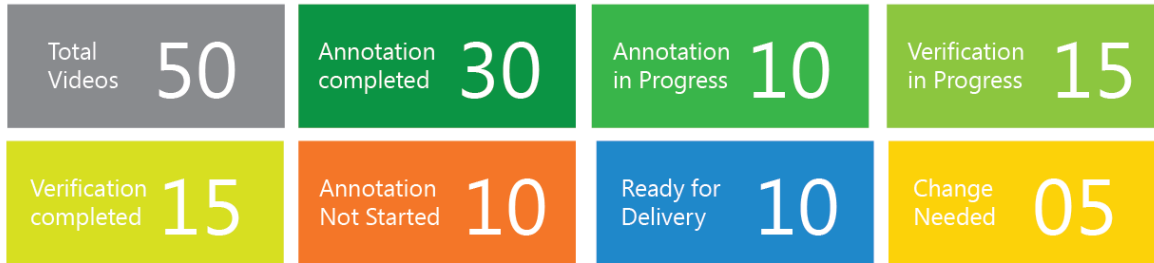 Total
Videos
50
Annotation
completed
30
Annotation
in Progress
10
Verification
in Progress
15
Verification
completed
15
Annotation
Not Started
10
Ready for
Delivery
10
Change
Needed
05